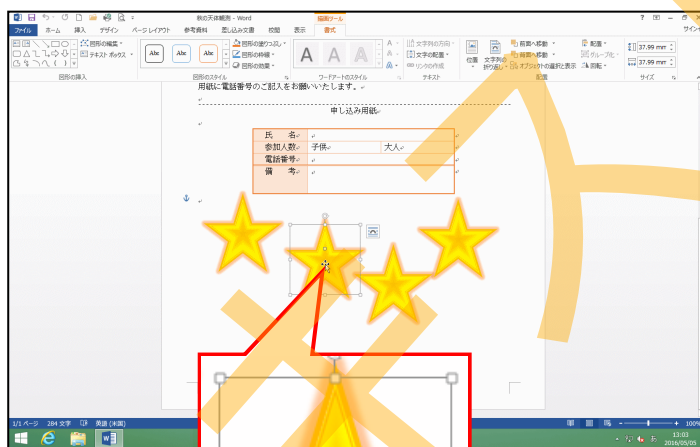 秋の天体観測 - Word
描画ツール
ファイル ホーム 挿入 デザイン ページ レイアウト 参考資料 差し込み文書 校閲 表示 書式
サイン
図形の編集
テキスト ボックス
図形の挿入
Abc Abc Abc
図形の塗りつぶし
図形の枠線
図形の効果
図形のスタイル
A A A
ワードアートのスタイル
文字列の方向
文字の配置
リンクの作成
テキスト
位置
文字列の
折り返し
前面へ移動
背面へ移動
オブジェクトの選択と表示
配置
グループ化
回転
配置
37.99 mm
37.99 mm
サイズ
用紙に電話番号のご記入をお願いいたします。
申し込み用紙
氏 名
参加人数 子供 大人
電話番号
備 考
1/1 ページ 284 文字 英語 (米国)
13:03
2016/05/05